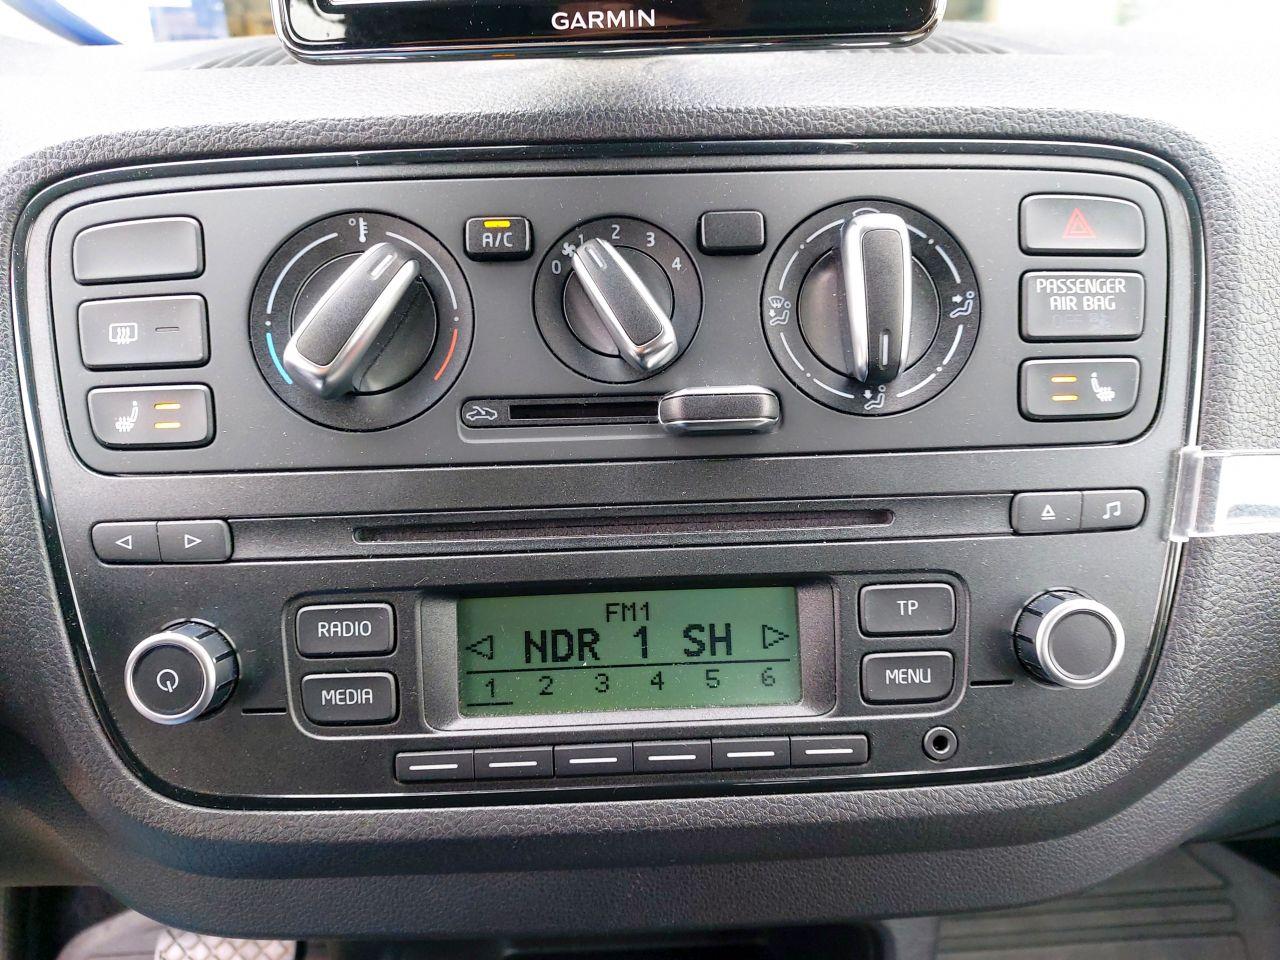 GARMIN
A/C
0 1 2 3 4
PASSENGER
AIR BAG
FM1
NDR 1 SH
1 2 3 4 5 6
RADIO
MEDIA
TP
MENU